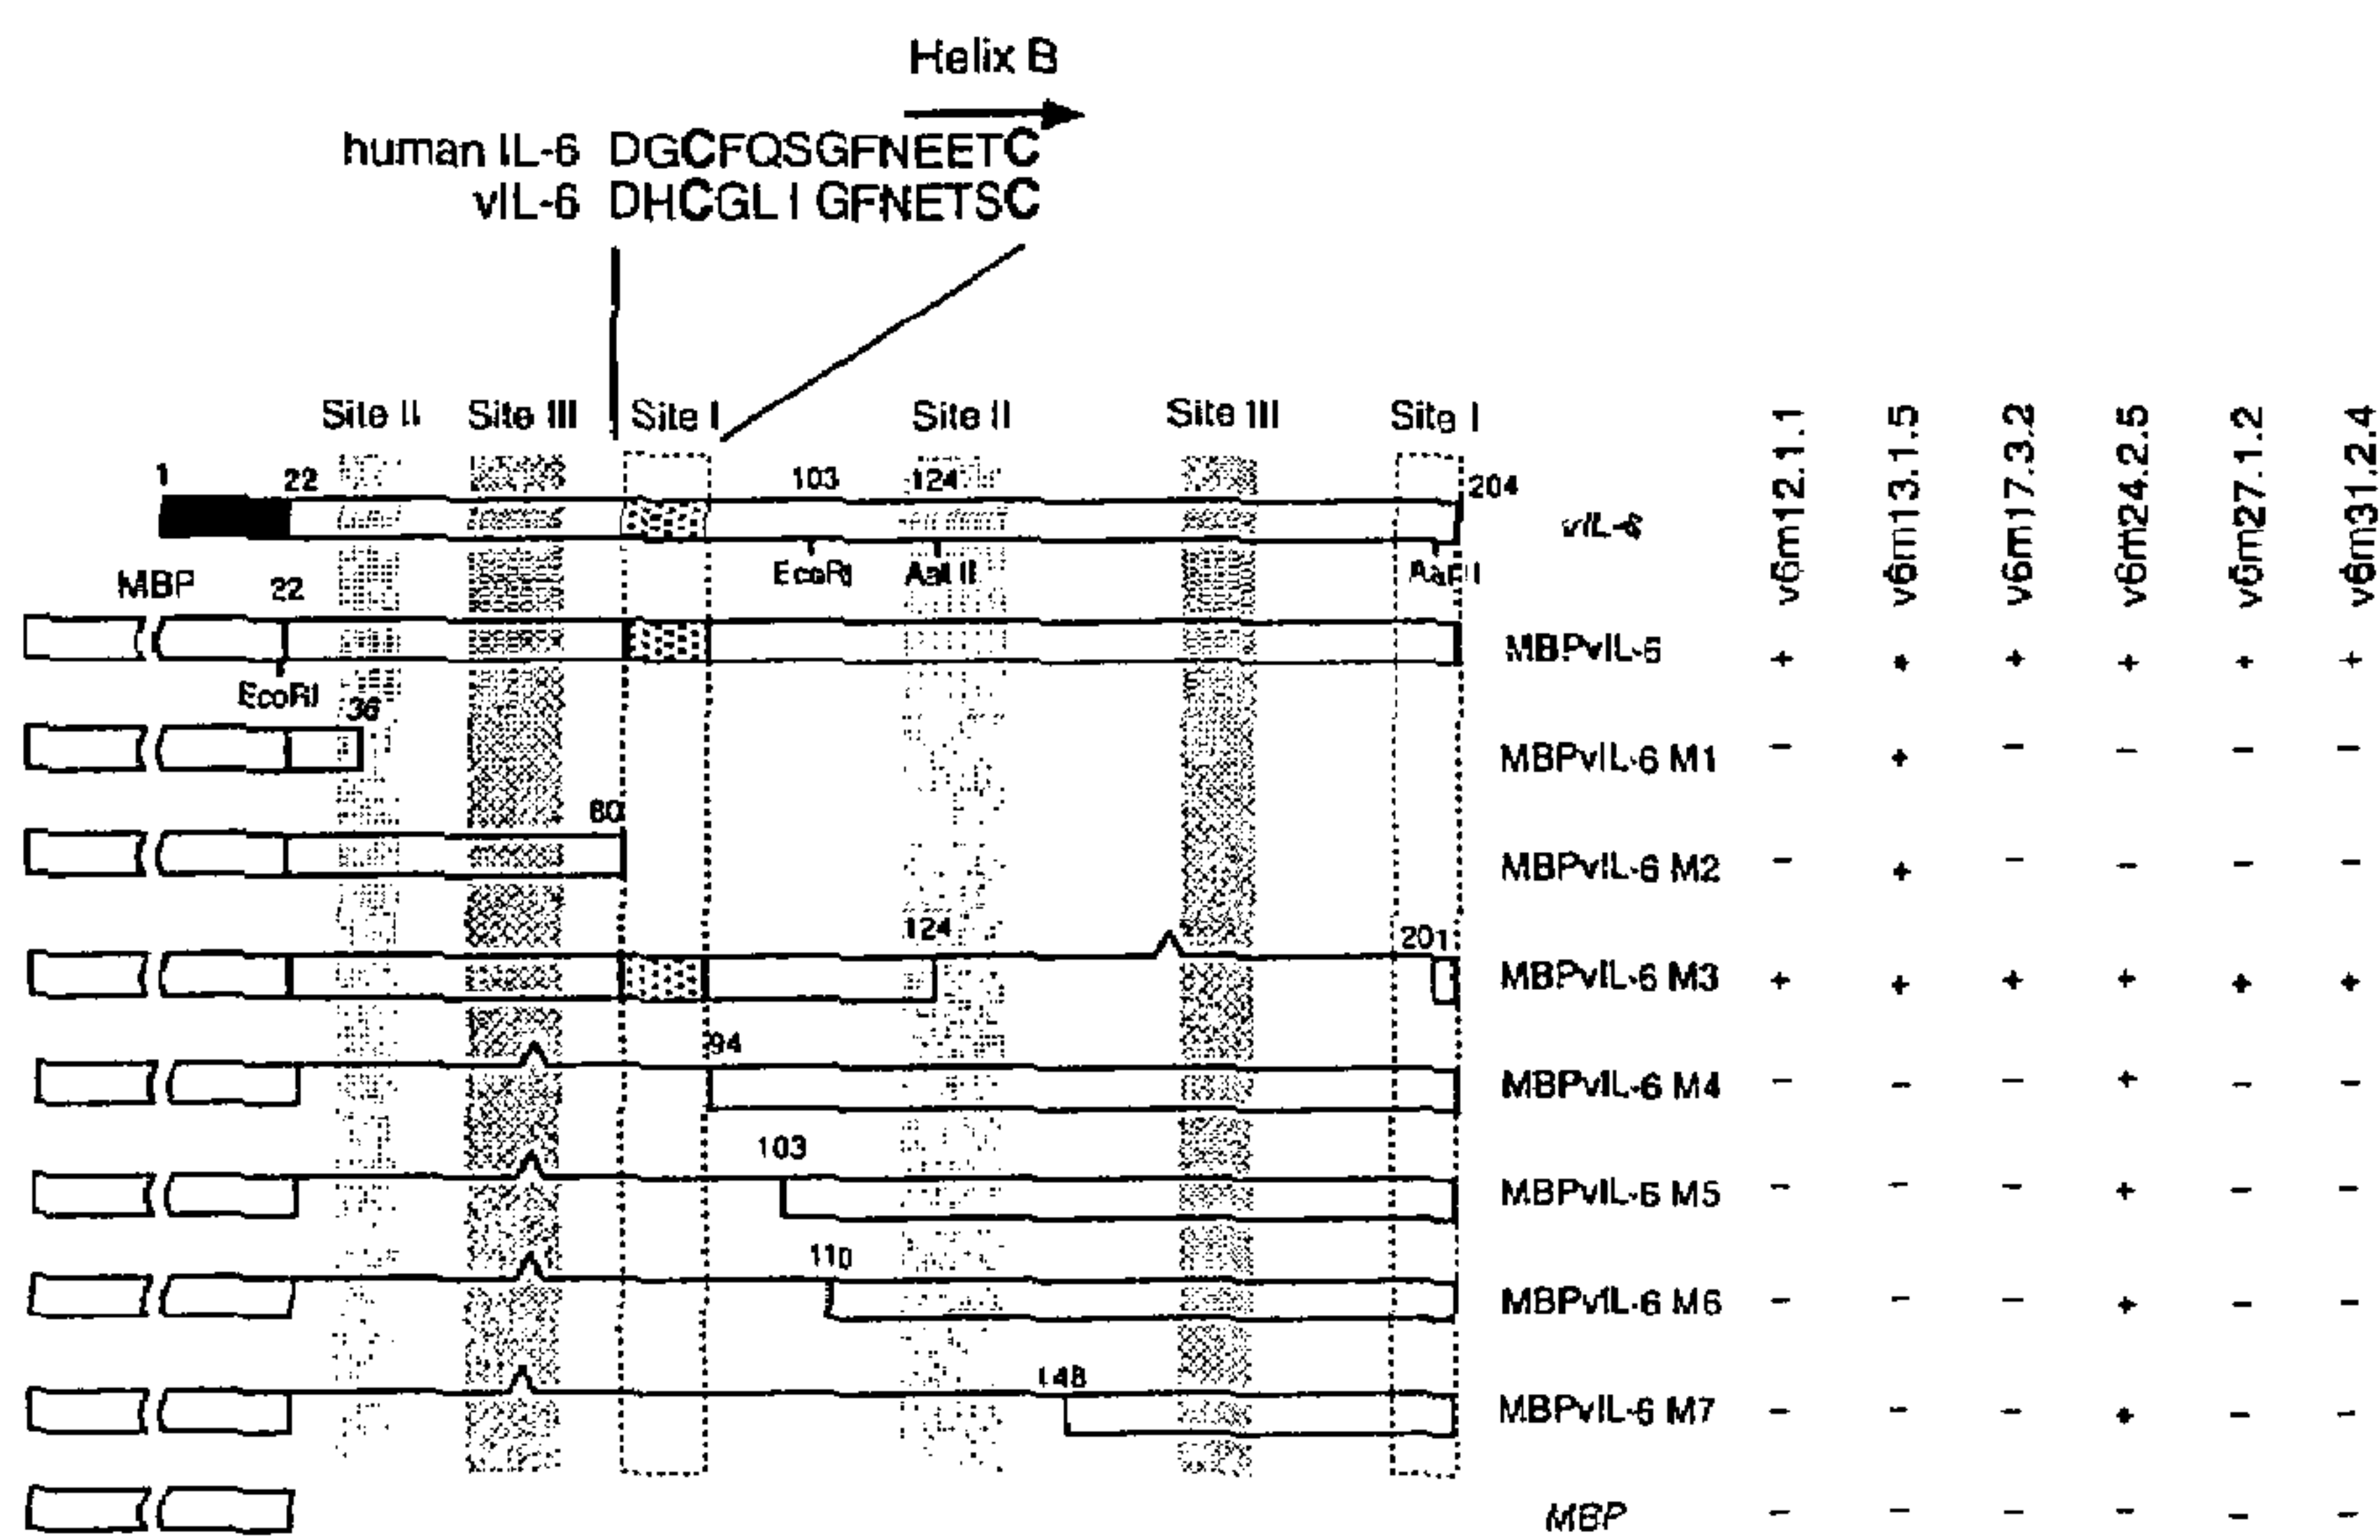 Helix B
human IL-6 DGCFQSGFNEETC
vIL-6 DHCGLIGFNETSC
Site II Site III Site I Site II Site III Site I
v6m12.1.1
v6m13.1.5
v6m17.3.2
v6m24.2.5
v6m27.1.2
v6m31.2.4
1 22 103 124 204
vIL-6
EcoRI Aat II Aat II
MBP 22
MBPvIL-6 + + + + + +
EcoRI
36
MBPvIL-6 M1 - + - - - -
80
MBPvIL-6 M2 - + - - - -
124 201
MBPvIL-6 M3 + + + + + +
94
MBPvIL-6 M4 - - - + - -
103
MBPvIL-6 M5 - - - + - -
110
MBPvIL-6 M6 - - - + - -
148
MBPvIL-6 M7 - - - + - -
MBP - - - - - -